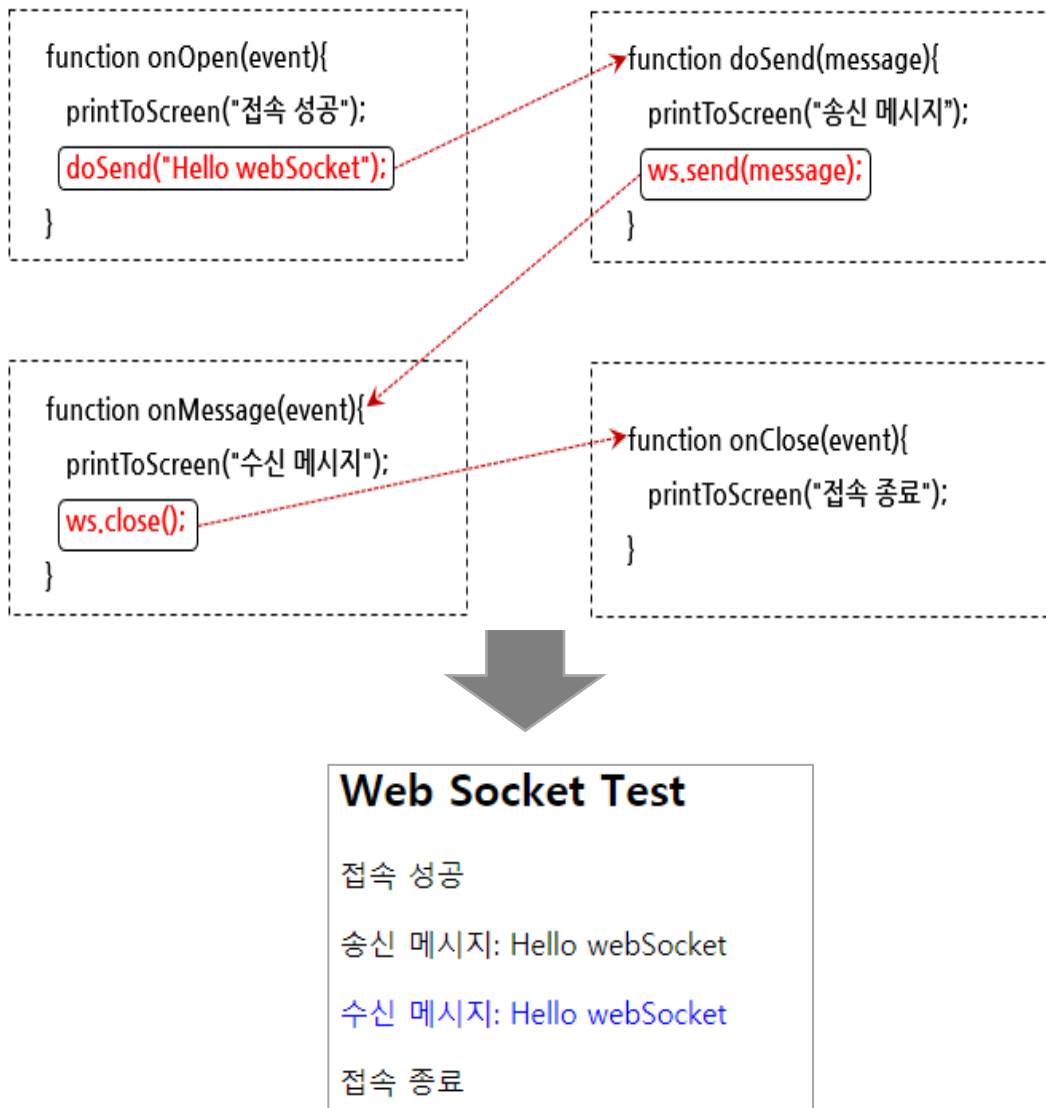 function onOpen(event){
printToScreen("접속 성공");
doSend("Hello webSocket");
}
function doSend(message){
printToScreen("송신 메시지”);
ws.send(message);
}
function onMessage(event){
printToScreen("수신 메시지");
ws.close();
}
function onClose(event){
printToScreen("접속 종료");
}
Web Socket Test
접속 성공
송신 메시지: Hello webSocket
수신 메시지: Hello webSocket
접속 종료